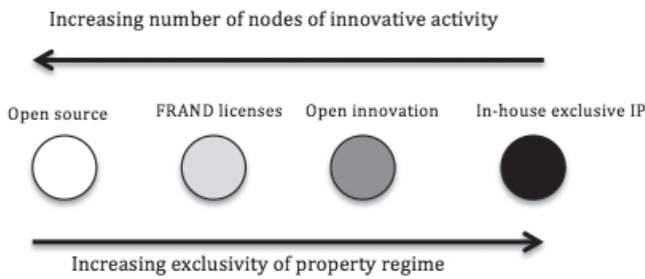 Increasing number of nodes of innovative activity
Open source FRAND licenses Open innovation In-house exclusive IP
Increasing exclusivity of property regime